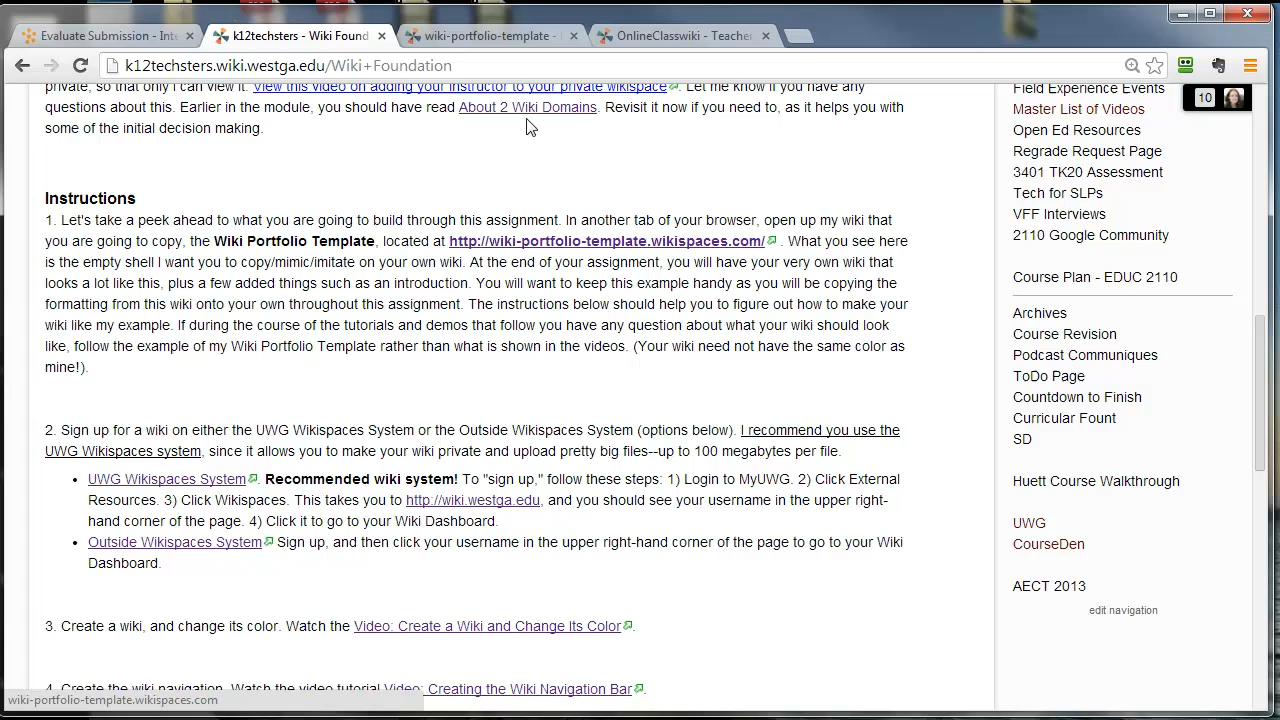 Evaluate Submission - Inte
k12techsters - Wiki Found
wiki-portfolio-template -
OnlineClasswiki - Teacher
k12techsters.wiki.westga.edu/Wiki+Foundation
private, so that only I can view it. View this video on adding your instructor to your private wikispace. Let me know if you have any
questions about this. Earlier in the module, you should have read About 2 Wiki Domains. Revisit it now if you need to, as it helps you with
some of the initial decision making.
Instructions
1. Let's take a peek ahead to what you are going to build through this assignment. In another tab of your browser, open up my wiki that
you are going to copy, the Wiki Portfolio Template, located at http://wiki-portfolio-template.wikispaces.com/ . What you see here
is the empty shell I want you to copy/mimic/imitate on your own wiki. At the end of your assignment, you will have your very own wiki that
looks a lot like this, plus a few added things such as an introduction. You will want to keep this example handy as you will be copying the
formatting from this wiki onto your own throughout this assignment. The instructions below should help you to figure out how to make your
wiki like my example. If during the course of the tutorials and demos that follow you have any question about what your wiki should look
like, follow the example of my Wiki Portfolio Template rather than what is shown in the videos. (Your wiki need not have the same color as
mine!).
2. Sign up for a wiki on either the UWG Wikispaces System or the Outside Wikispaces System (options below). I recommend you use the
UWG Wikispaces system, since it allows you to make your wiki private and upload pretty big files--up to 100 megabytes per file.
• UWG Wikispaces System. Recommended wiki system! To "sign up," follow these steps: 1) Login to MyUWG. 2) Click External
Resources. 3) Click Wikispaces. This takes you to http://wiki.westga.edu, and you should see your username in the upper right-
hand corner of the page. 4) Click it to go to your Wiki Dashboard.
• Outside Wikispaces System Sign up, and then click your username in the upper right-hand corner of the page to go to your Wiki
Dashboard.
3. Create a wiki, and change its color. Watch the Video: Create a Wiki and Change Its Color.
4. Create the wiki navigation. Watch the video tutorial Video: Creating the Wiki Navigation Bar.
wiki-portfolio-template.wikispaces.com
Field Experience Events
Master List of Videos
Open Ed Resources
Regrade Request Page
3401 TK20 Assessment
Tech for SLPs
VFF Interviews
2110 Google Community
Course Plan - EDUC 2110
Archives
Course Revision
Podcast Communiques
ToDo Page
Countdown to Finish
Curricular Fount
SD
Huett Course Walkthrough
UWG
CourseDen
AECT 2013
edit navigation
10